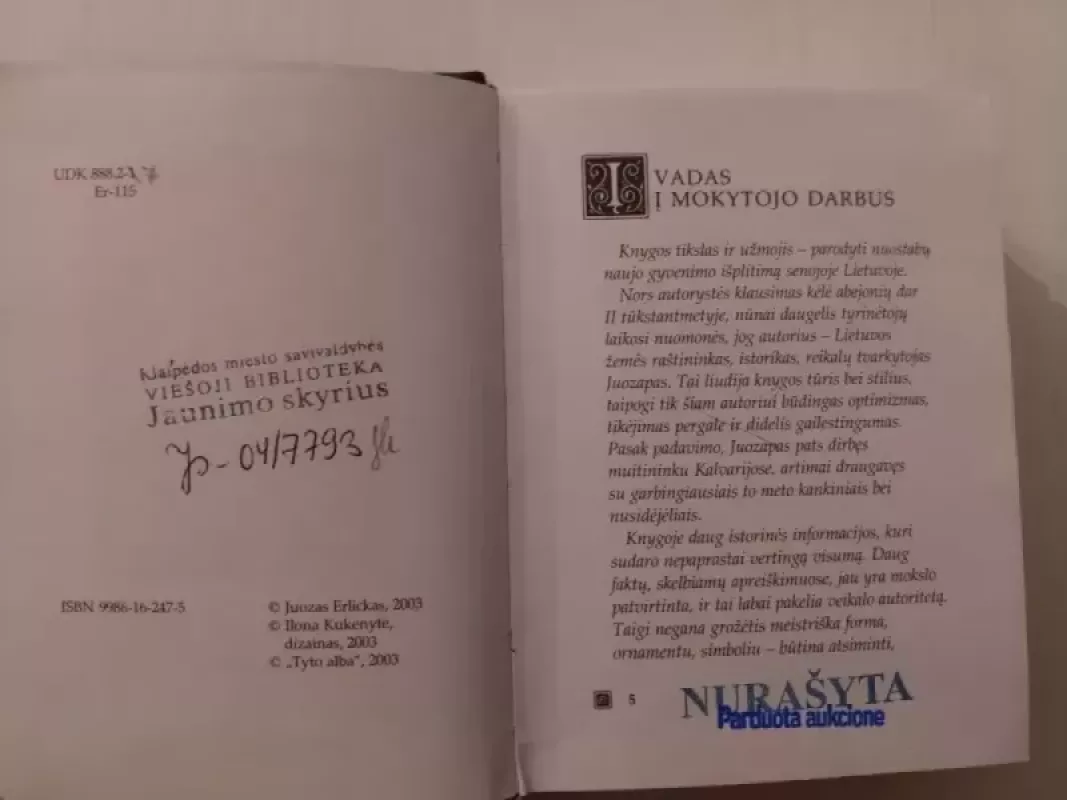 UDK 888.2-
Er-115
Klaipėdos miesto savivaldybės
VIEŠOJI BIBLIOTEKA
Jaunimo skyrius
04/7793
ISBN 9986-16-247-5
© Juozas Erlickas, 2003
© Ilona Kukenytė,
dizainas, 2003
© „Tyto alba“, 2003
ĮVADAS
Į MOKYTOJO DARBUS
Knygos tikslas ir užmojis – parodyti nuostabų
naujo gyvenimo išplitimą senojoje Lietuvoje.
Nors autorystės klausimas kėlė abejonių dar
II tūkstantmetyje, nūnai daugelis tyrinėtojų
laikosi nuomonės, jog autorius – Lietuvos
žemės raštininkas, istorikas, reikalų tvarkytojas
Juozapas. Tai liudija knygos tūris bei stilius,
taipogi tik šiam autoriui būdingas optimizmas,
tikėjimas pergale ir didelis gailestingumas.
Pasak padavimo, Juozapas pats dirbęs
muitininku Kalvarijose, artimai draugavęs
su garbingiausiais to meto kankiniais bei
nusidėjėliais.
Knygoje daug istorinės informacijos, kuri
sudaro nepaprastai vertingą visumą. Daug
faktų, skelbiamų apreiškimuose, jau yra mokslo
patvirtinta, ir tai labai pakelia veikalo autoritetą.
Taigi negana grožėtis meistriška forma,
ornamentu, simboliu – būtina atsiminti,
5
NURAŠYTA
Parduota aukcione